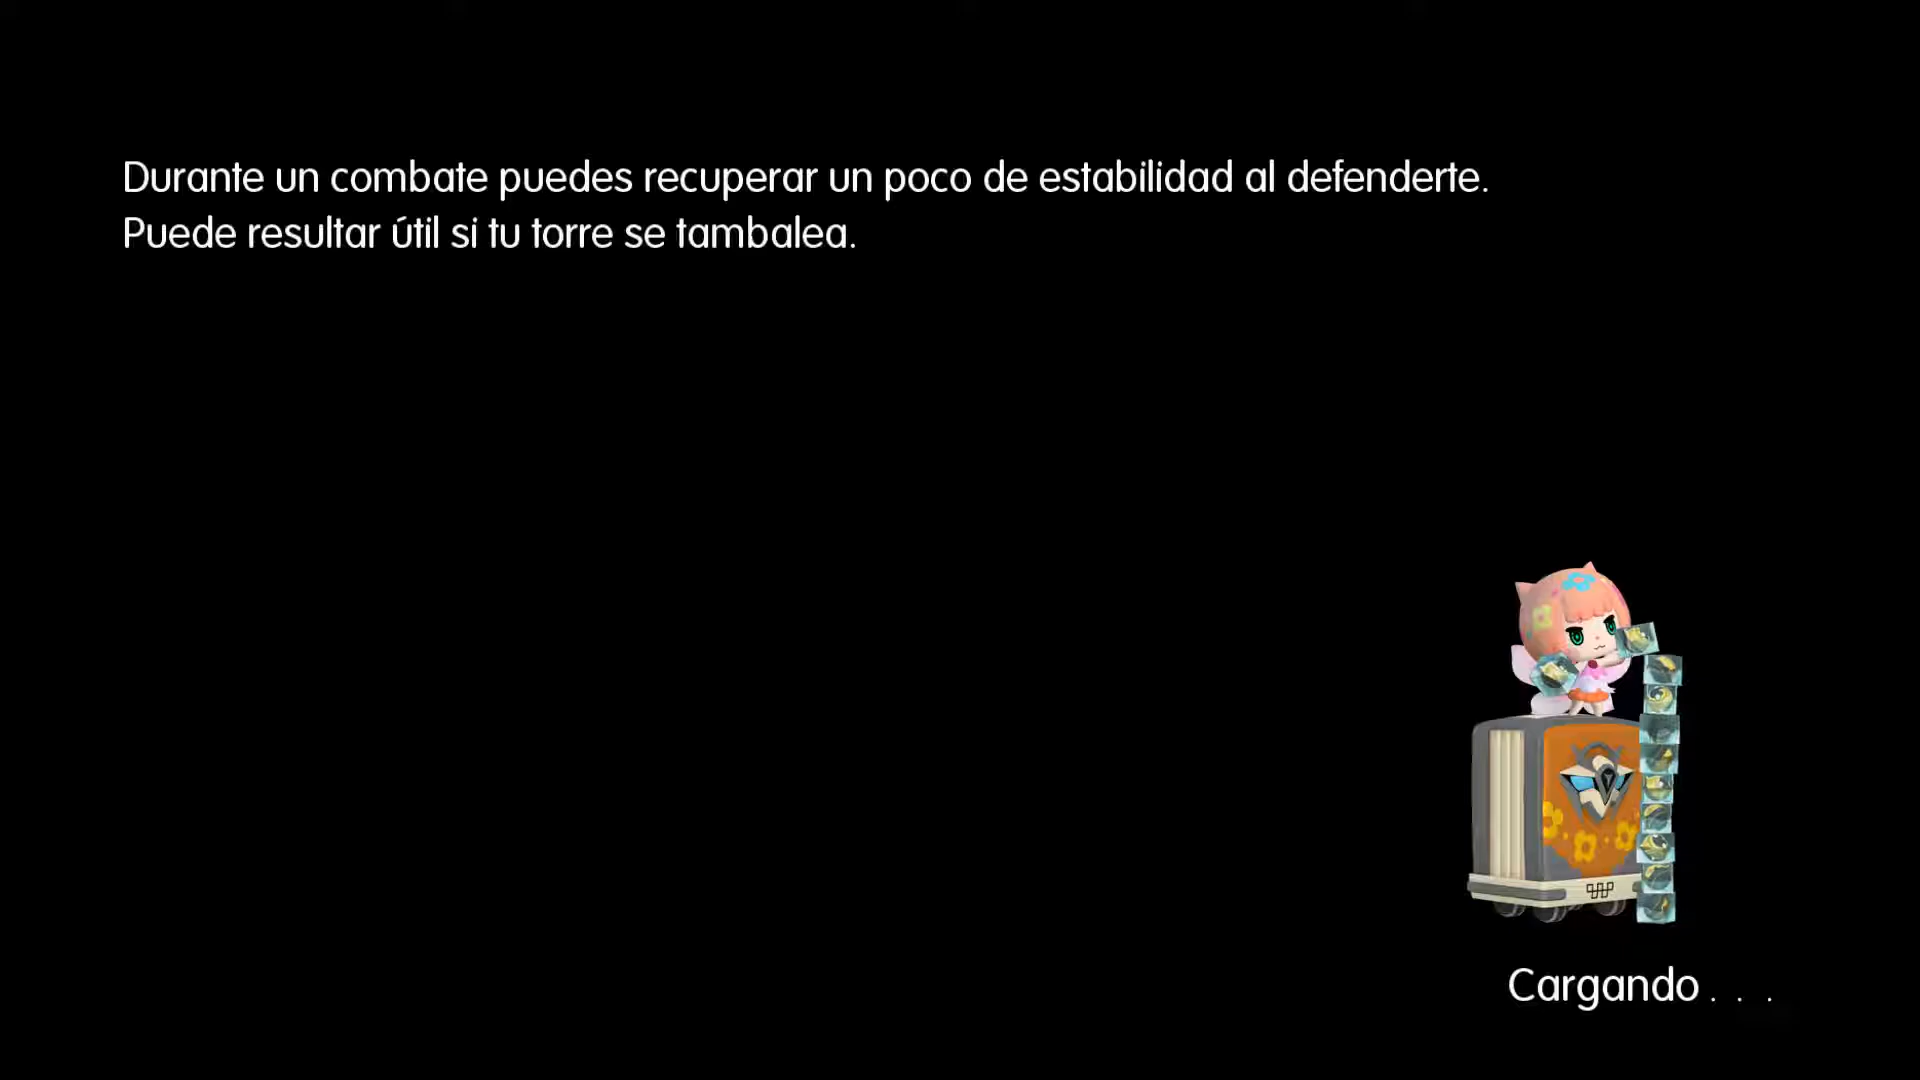 Durante un combate puedes recuperar un poco de estabilidad al defenderte.
Puede resultar útil si tu torre se tambalea.
Cargando . . .